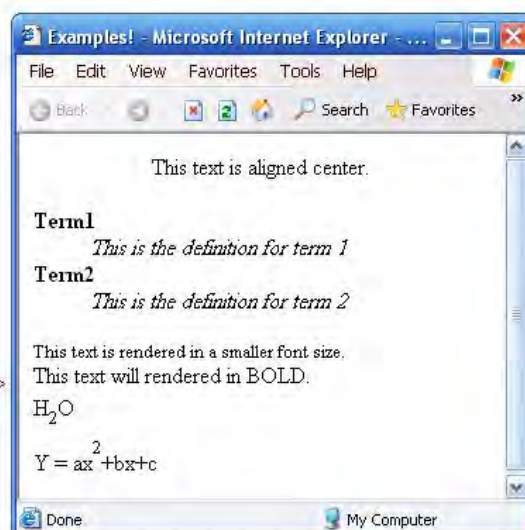 Examples! - Microsoft Internet Explorer - ...
File Edit View Favorites Tools Help
Back Search Favorites »
This text is aligned center.
Term1
This is the definition for term 1
Term2
This is the definition for term 2
This text is rendered in a smaller font size.
This text will rendered in BOLD.
H₂O
Y = ax²+bx+c
Done My Computer